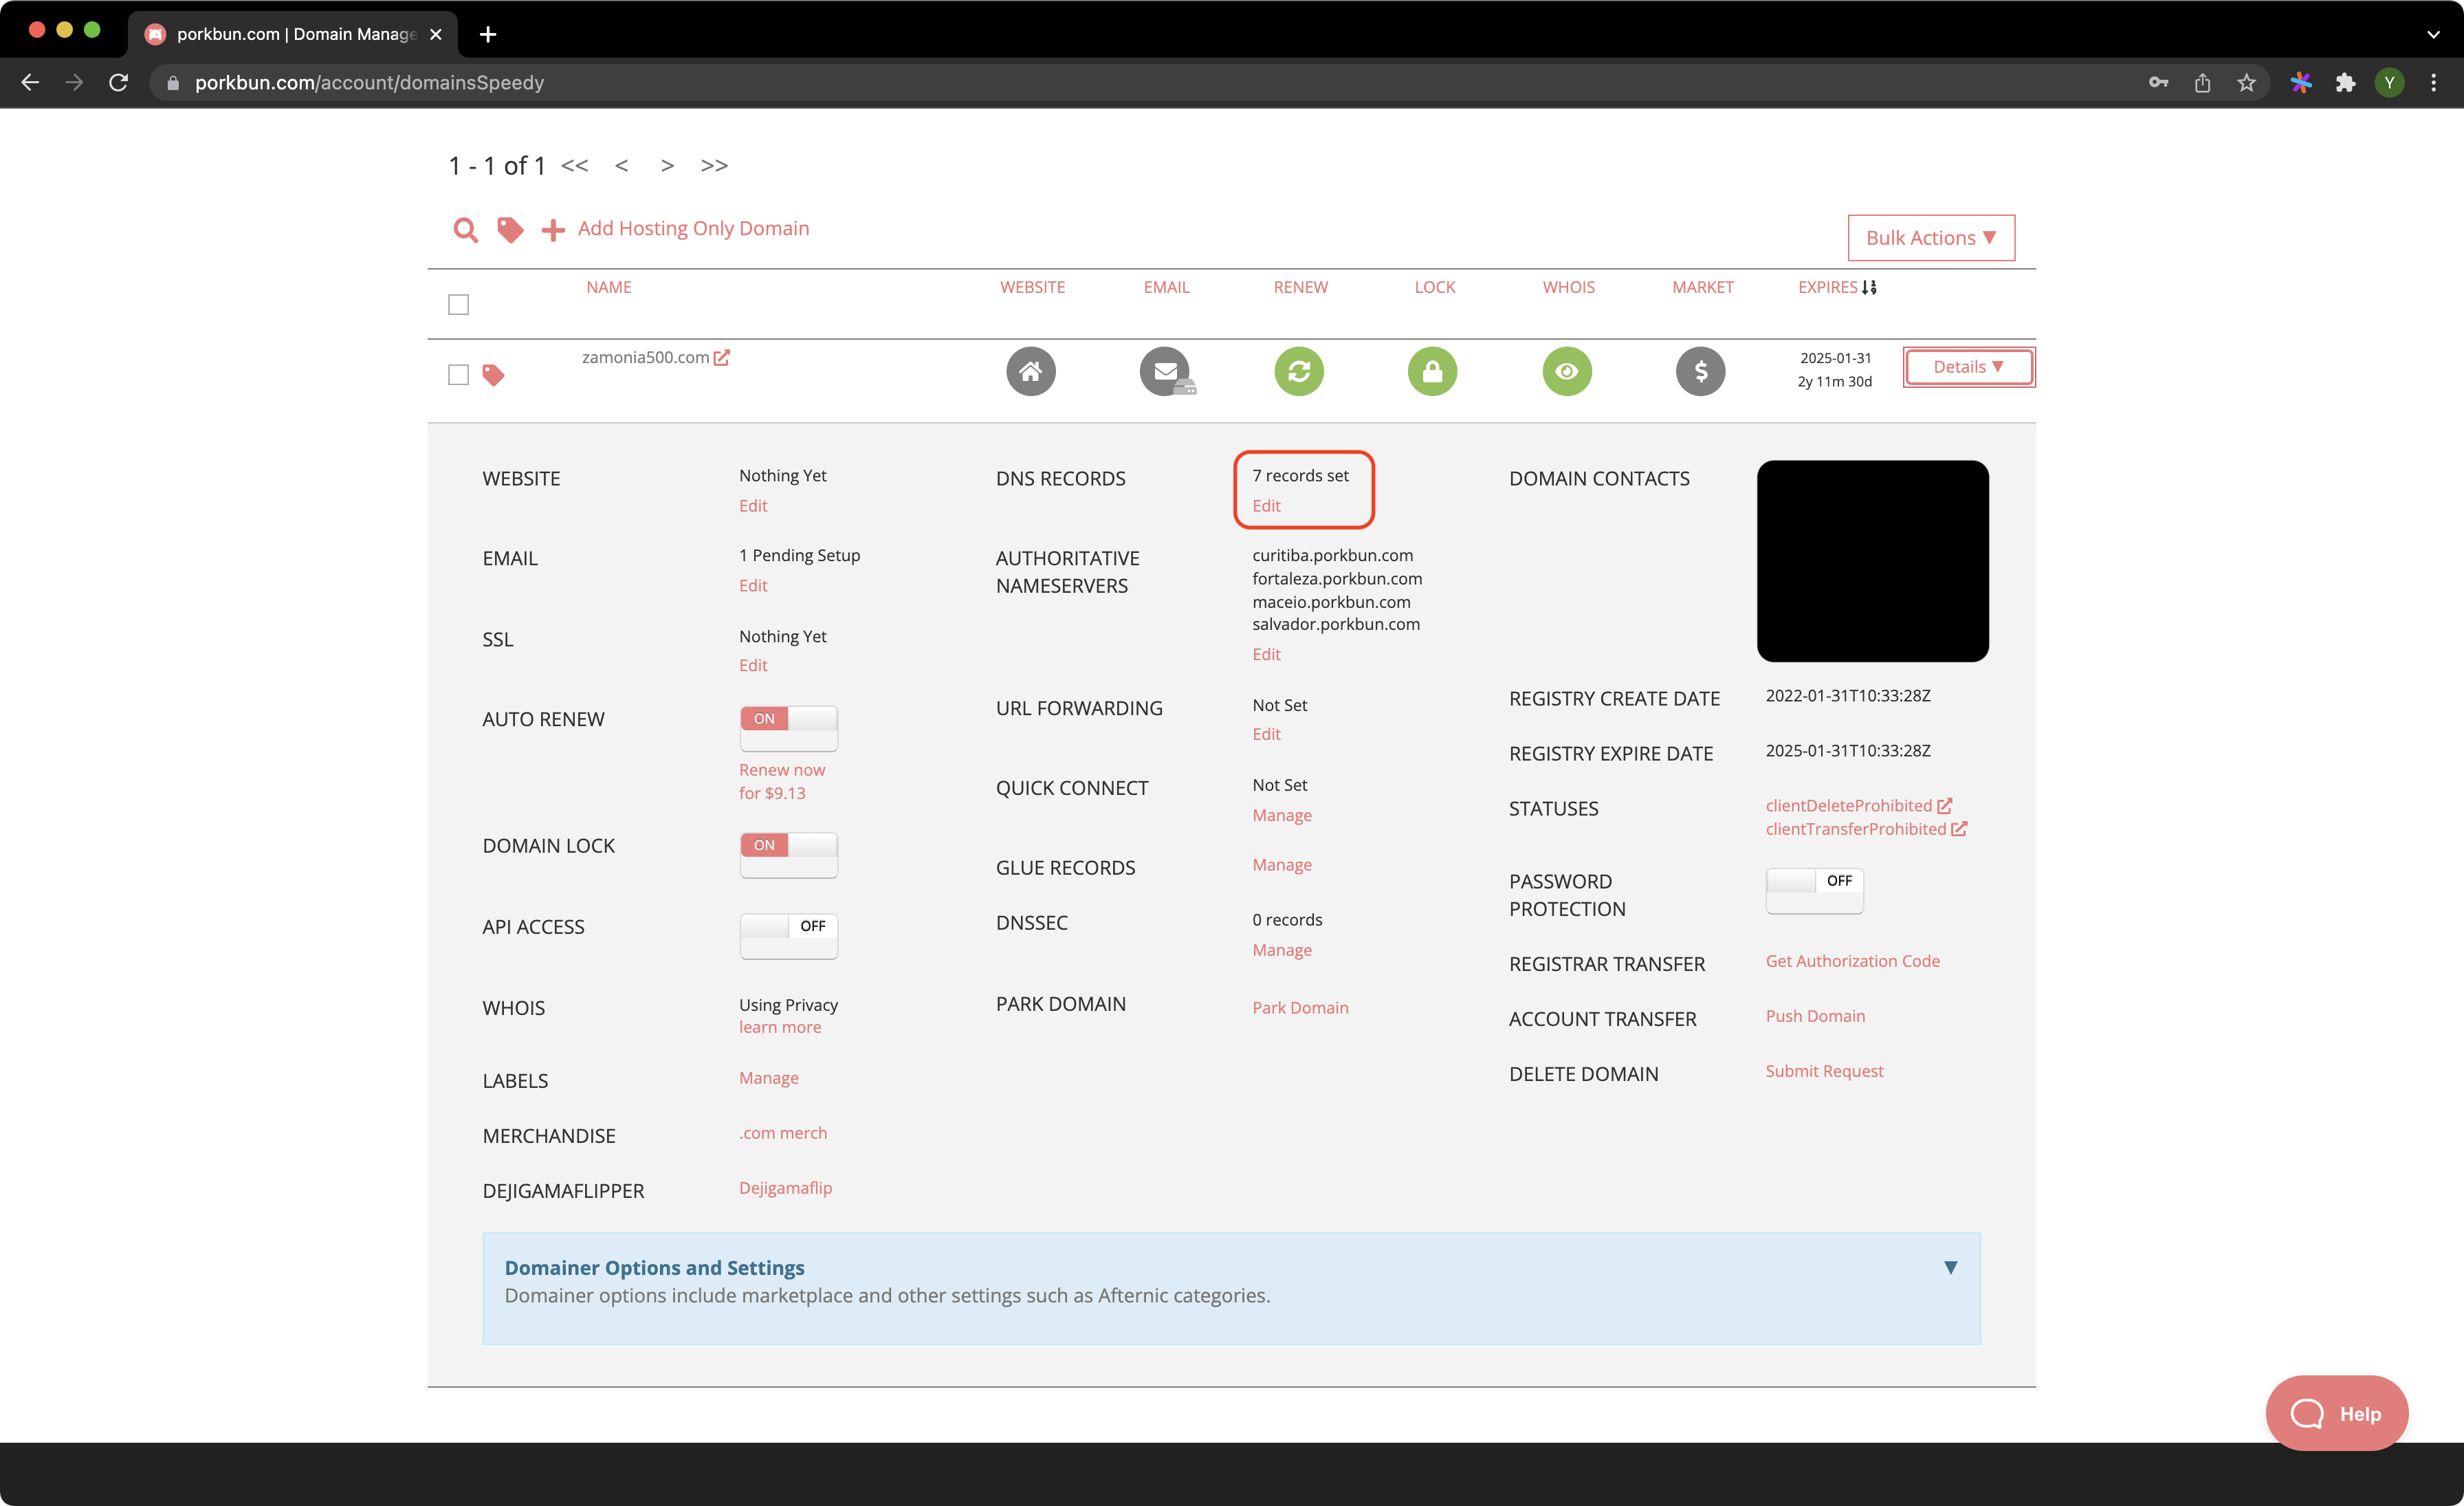 porkbun.com | Domain Manage
porkbun.com/account/domainsSpeedy
Y
1 - 1 of 1 << < > >>
Add Hosting Only Domain
Bulk Actions ▼
NAME WEBSITE EMAIL RENEW LOCK WHOIS MARKET EXPIRES
zamonia500.com
2025-01-31
2y 11m 30d
Details ▼
WEBSITE
Nothing Yet
Edit
EMAIL
1 Pending Setup
Edit
SSL
Nothing Yet
Edit
AUTO RENEW
ON
Renew now
for $9.13
DOMAIN LOCK
ON
API ACCESS
OFF
WHOIS
Using Privacy
learn more
LABELS
Manage
MERCHANDISE
.com merch
DEJIGAMAFLIPPER
Dejigamaflip
DNS RECORDS
7 records set
Edit
AUTHORITATIVE
NAMESERVERS
curitiba.porkbun.com
fortaleza.porkbun.com
maceio.porkbun.com
salvador.porkbun.com
Edit
URL FORWARDING
Not Set
Edit
QUICK CONNECT
Not Set
Manage
GLUE RECORDS
Manage
DNSSEC
0 records
Manage
PARK DOMAIN
Park Domain
DOMAIN CONTACTS
REGISTRY CREATE DATE
2022-01-31T10:33:28Z
REGISTRY EXPIRE DATE
2025-01-31T10:33:28Z
STATUSES
clientDeleteProhibited
clientTransferProhibited
PASSWORD
PROTECTION
OFF
REGISTRAR TRANSFER
Get Authorization Code
ACCOUNT TRANSFER
Push Domain
DELETE DOMAIN
Submit Request
Domainer Options and Settings
▼
Domainer options include marketplace and other settings such as Afternic categories.
Help